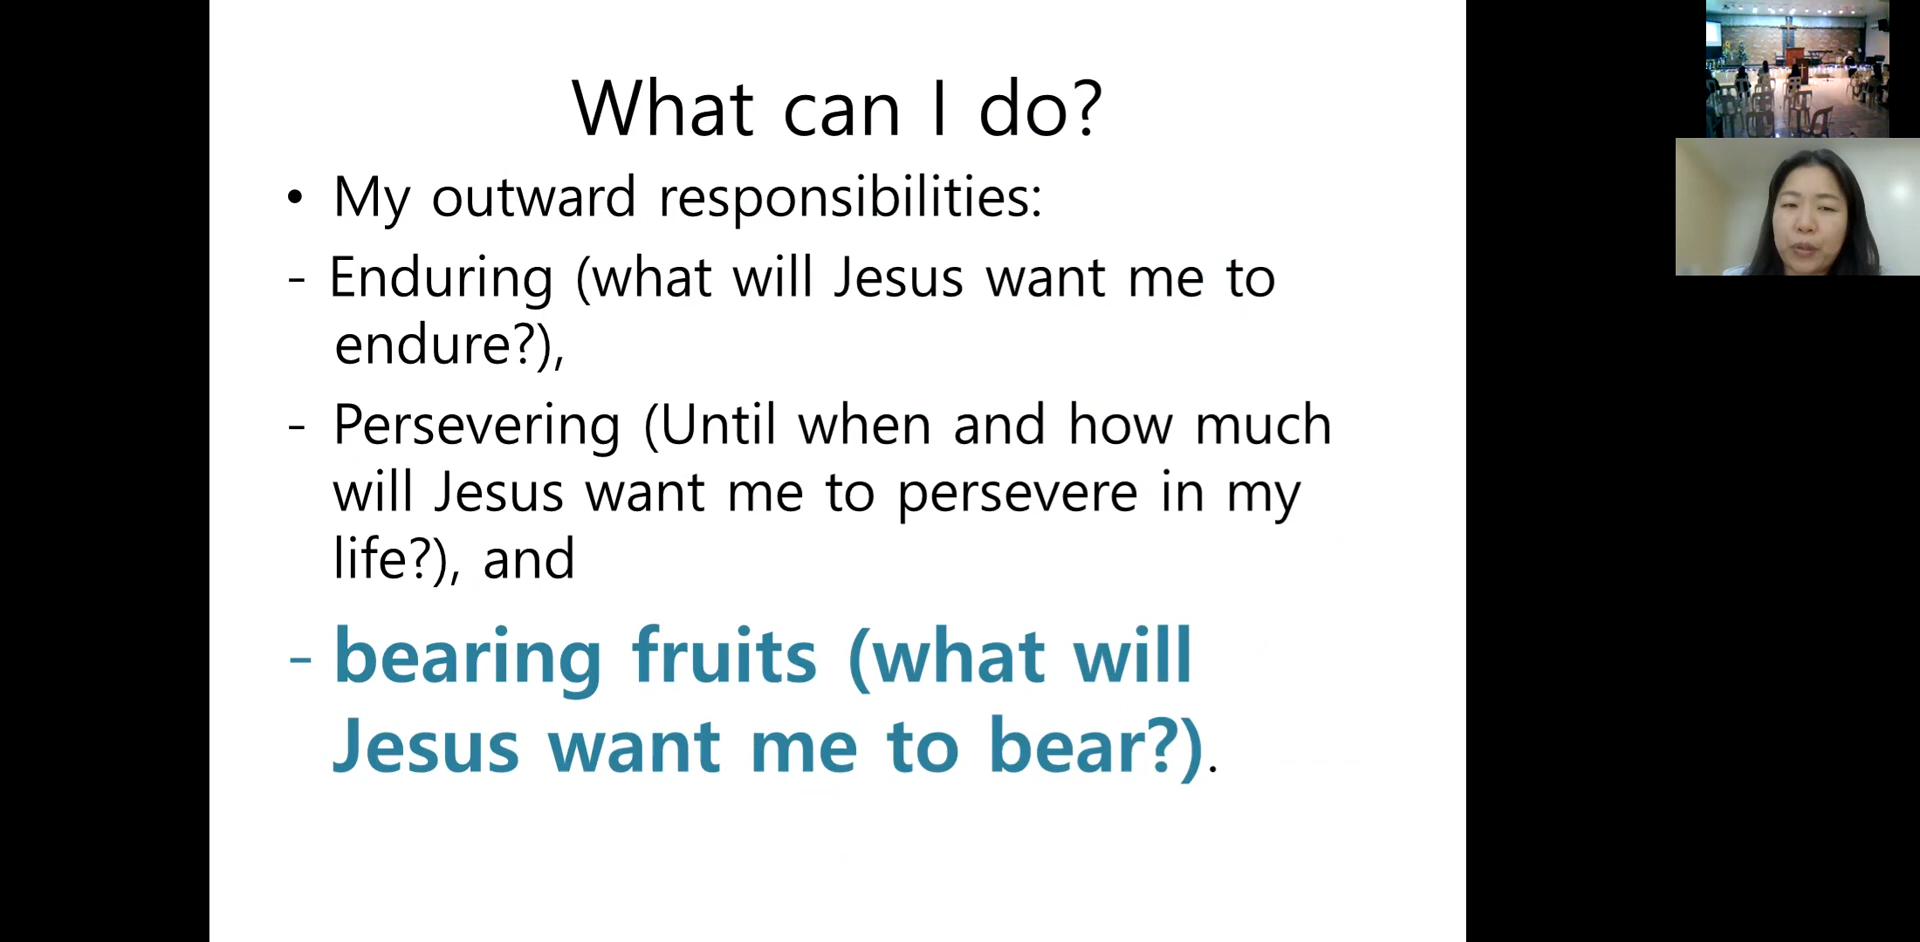 What can I do?
• My outward responsibilities:
- Enduring (what will Jesus want me to
endure?),
- Persevering (Until when and how much
will Jesus want me to persevere in my
life?), and
- bearing fruits (what will
Jesus want me to bear?).